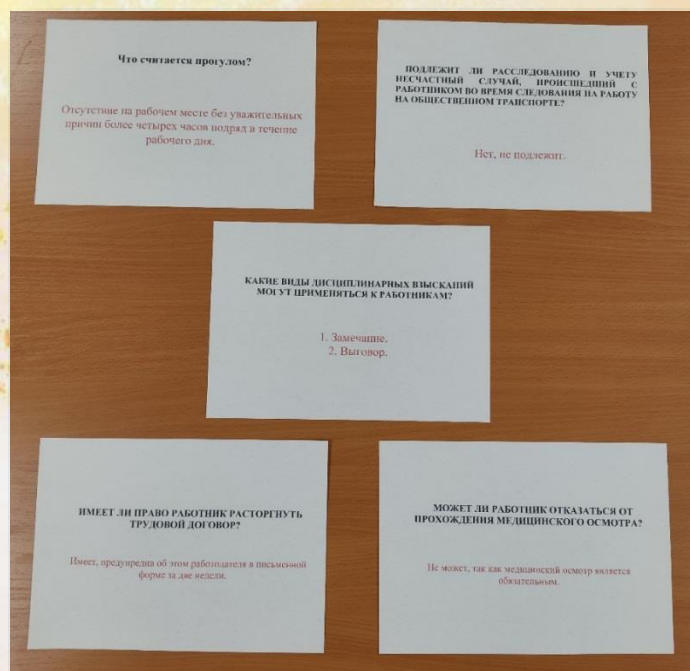 Что считается прогулом?
Отсутствие на рабочем месте без уважительных
причин более четырех часов подряд в течение
рабочего дня.
ПОДЛЕЖИТ ЛИ РАССЛЕДОВАНИЮ И УЧЕТУ
НЕСЧАСТНЫЙ СЛУЧАЙ, ПРОИСШЕДШИЙ С
РАБОТНИКОМ ВО ВРЕМЯ СЛЕДОВАНИЯ НА РАБОТУ
НА ОБЩЕСТВЕННОМ ТРАНСПОРТЕ?
Нет, не подлежит.
КАКИЕ ВИДЫ ДИСЦИПЛИНАРНЫХ ВЗЫСКАНИЙ
МОГУТ ПРИМЕНЯТЬСЯ К РАБОТНИКАМ?
1. Замечание.
2. Выговор.
ИМЕЕТ ЛИ ПРАВО РАБОТНИК РАСТОРГНУТЬ
ТРУДОВОЙ ДОГОВОР?
Имеет, предупредив об этом работодателя в письменной
форме за две недели.
МОЖЕТ ЛИ РАБОТНИК ОТКАЗАТЬСЯ ОТ
ПРОХОЖДЕНИЯ МЕДИЦИНСКОГО ОСМОТРА?
Не может, так как медицинский осмотр является
обязательным.